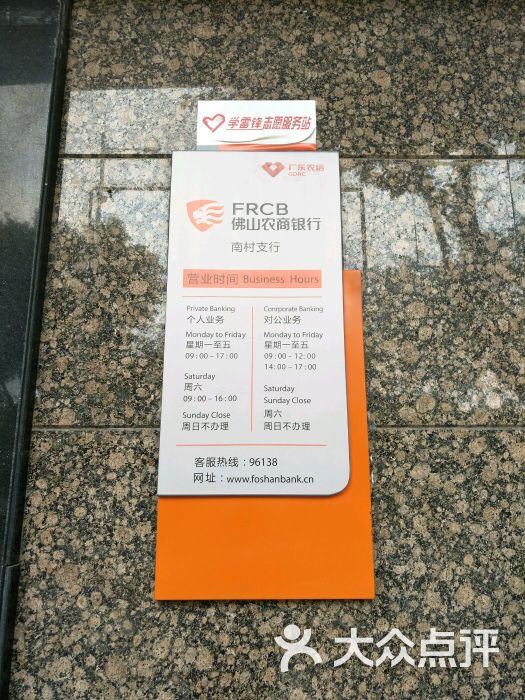 学雷锋志愿服务站
广东农信
GDRC
FRCB
佛山农商银行
南村支行
营业时间 Business Hours
Private Banking
个人业务
Monday to Friday
星期一至五
09:00-17:00
Saturday
周六
09:00-16:00
Sunday Close
周日不办理
Conrporate Banking
对公业务
Monday to Friday
星期一至五
09:00-12:00
14:00-17:00
Saturday
Sunday Close
周六
周日不办理
客服热线:96138
网址:www.foshanbank.cn
大众点评